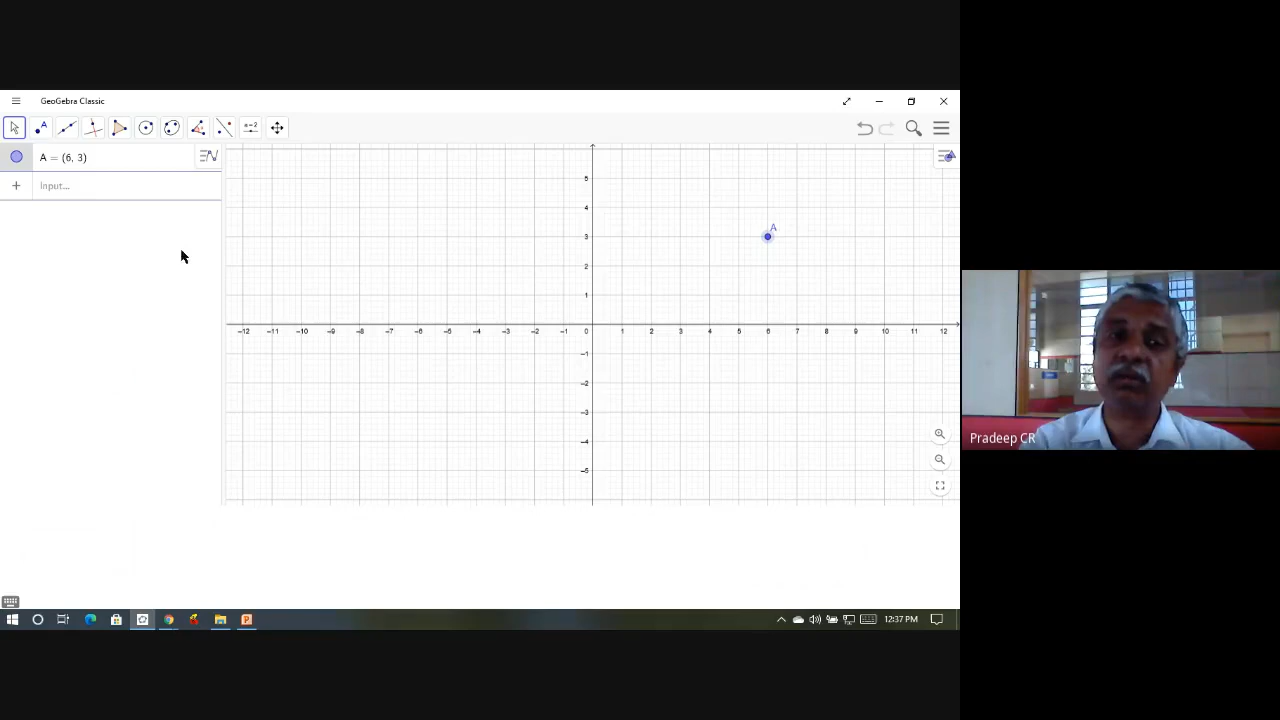 GeoGebra Classic
A
a=2
A = (6, 3)
Input...
5
4
A
3
2
1
−12 −11 −10 −9 −8 −7 −6 −5 −4 −3 −2 −1 0 1 2 3 4 5 6 7 8 9 10 11 12
−1
−2
−3
−4
−5
Pradeep CR
12:37 PM